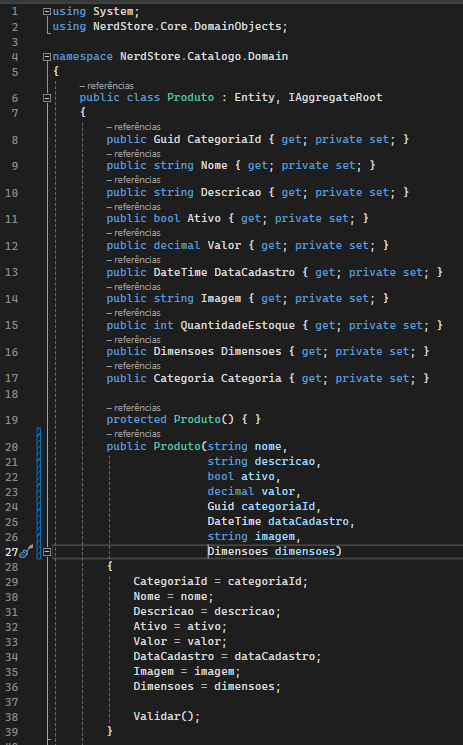 1 using System;
2 using NerdStore.Core.DomainObjects;
3
4 namespace NerdStore.Catalogo.Domain
5 {
– referências
6 public class Produto : Entity, IAggregateRoot
7 {
– referências
8 public Guid CategoriaId { get; private set; }
– referências
9 public string Nome { get; private set; }
– referências
10 public string Descricao { get; private set; }
– referências
11 public bool Ativo { get; private set; }
– referências
12 public decimal Valor { get; private set; }
– referências
13 public DateTime DataCadastro { get; private set; }
– referências
14 public string Imagem { get; private set; }
– referências
15 public int QuantidadeEstoque { get; private set; }
– referências
16 public Dimensoes Dimensoes { get; private set; }
– referências
17 public Categoria Categoria { get; private set; }
18
– referências
19 protected Produto() { }
– referências
20 public Produto(string nome,
21 string descricao,
22 bool ativo,
23 decimal valor,
24 Guid categoriaId,
25 DateTime dataCadastro,
26 string imagem,
27 Dimensoes dimensoes)
28 {
29 CategoriaId = categoriaId;
30 Nome = nome;
31 Descricao = descricao;
32 Ativo = ativo;
33 Valor = valor;
34 DataCadastro = dataCadastro;
35 Imagem = imagem;
36 Dimensoes = dimensoes;
37
38 Validar();
39 }